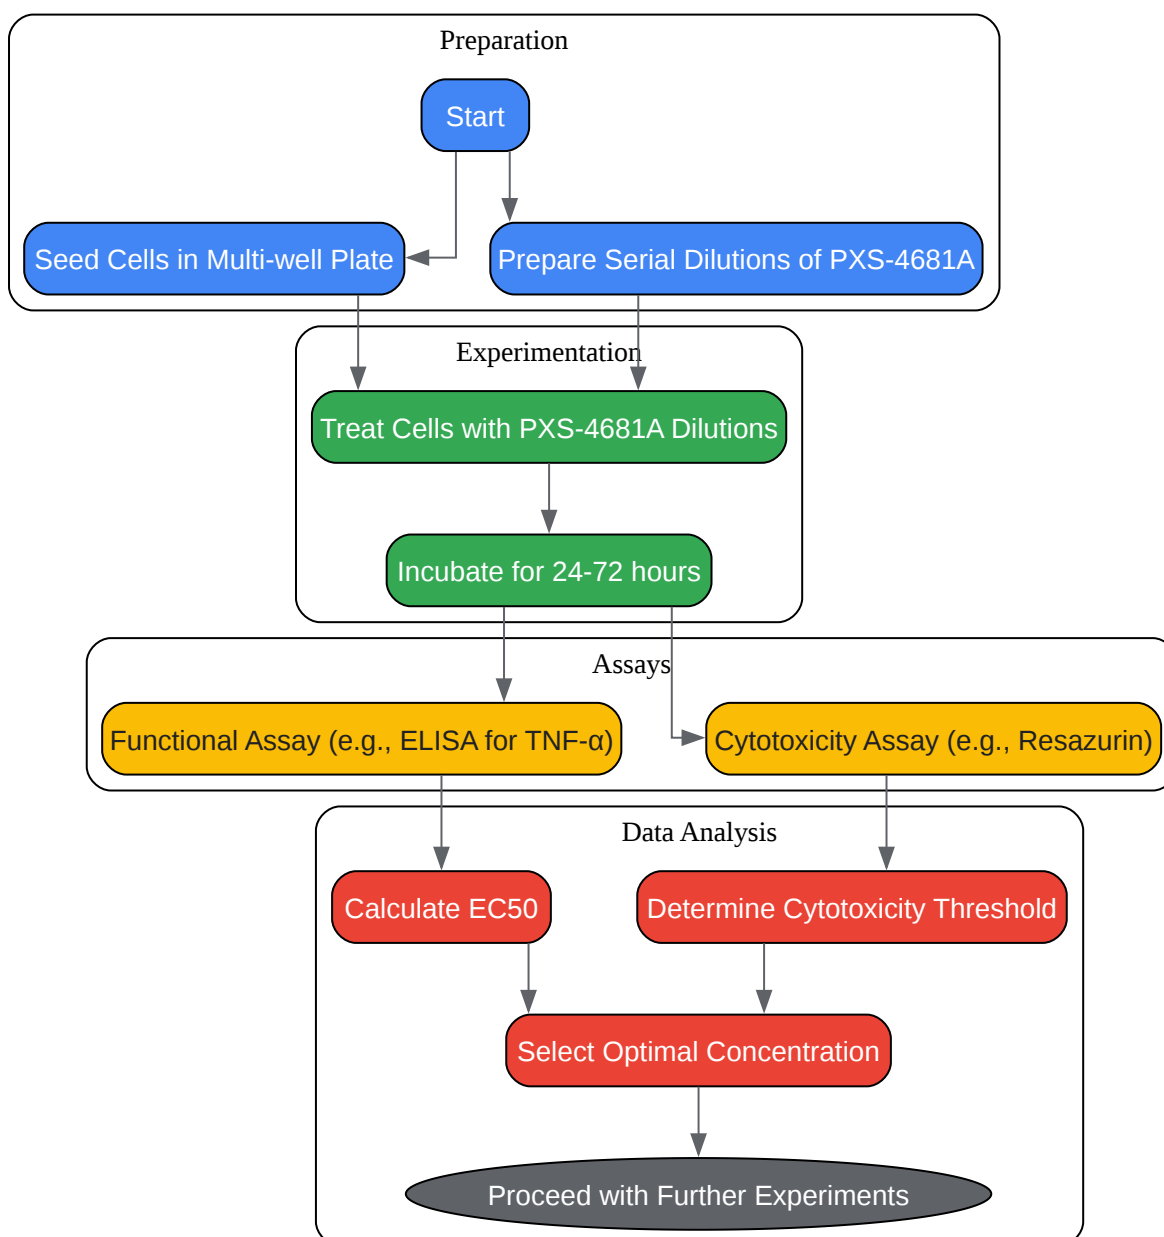 Preparation
Start
Seed Cells in Multi-well Plate
Prepare Serial Dilutions of PXS-4681A
Experimentation
Treat Cells with PXS-4681A Dilutions
Incubate for 24-72 hours
Assays
Functional Assay (e.g., ELISA for TNF-α)
Cytotoxicity Assay (e.g., Resazurin)
Data Analysis
Calculate EC50
Determine Cytotoxicity Threshold
Select Optimal Concentration
Proceed with Further Experiments